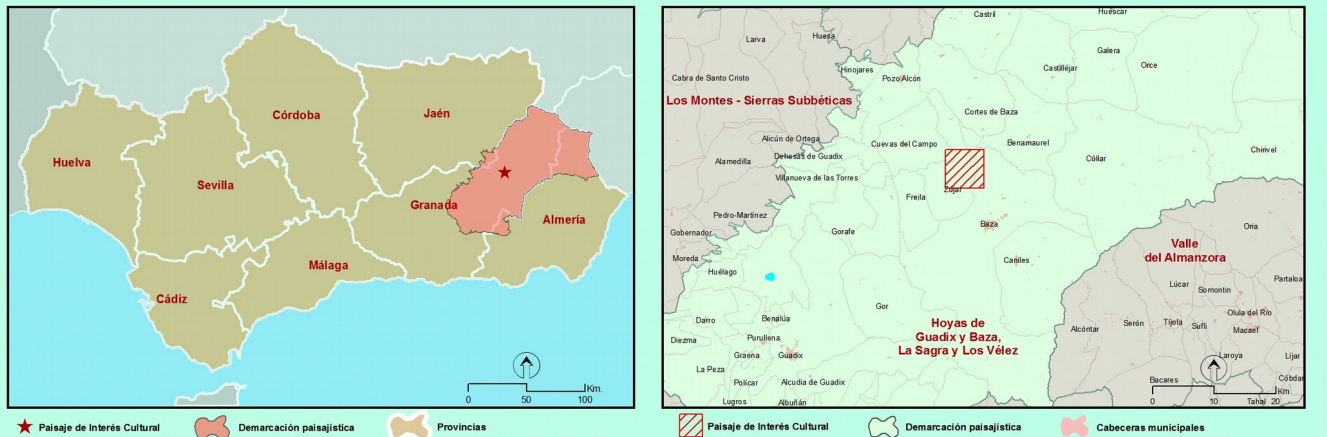 Huelva
Sevilla
Córdoba
Jaén
Granada
Almería
Málaga
Cádiz
0 50 100 Km.
Paisaje de Interés Cultural
Demarcación paisajística
Provincias
Castril
Huéscar
Larva
Huesa
Galera
Hinojares
Castilléjar
Orce
Cabra de Santo Cristo
Pozo Alcón
Los Montes - Sierras Subbéticas
Cortes de Baza
Alicún de Ortega
Cuevas del Campo
Benamaurel
Chirivel
Alamedilla
Dehesas de Guadix
Cúllar
Villanueva de las Torres
Zújar
Freila
Pedro-Martínez
Baza
Oria
Gobernador
Gorafe
Valle
del Almanzora
Moreda
Caniles
Huélago
Partaloa
Lúcar
Somontín
Gor
Darro
Benalúa
Hoyas de
Guadix y Baza,
La Sagra y Los Vélez
Olula del Río
Alcóntar
Serón
Tíjola
Sufli
Macael
Diezma
Purullena
Graena
Guadix
Laroya
Líjar
La Peza
Polícar
Alcudia de Guadix
Bacares
Cóbdar
Lugros
Albuñán
Tahal
0 10 20 Km.
Paisaje de Interés Cultural
Demarcación paisajística
Cabeceras municipales